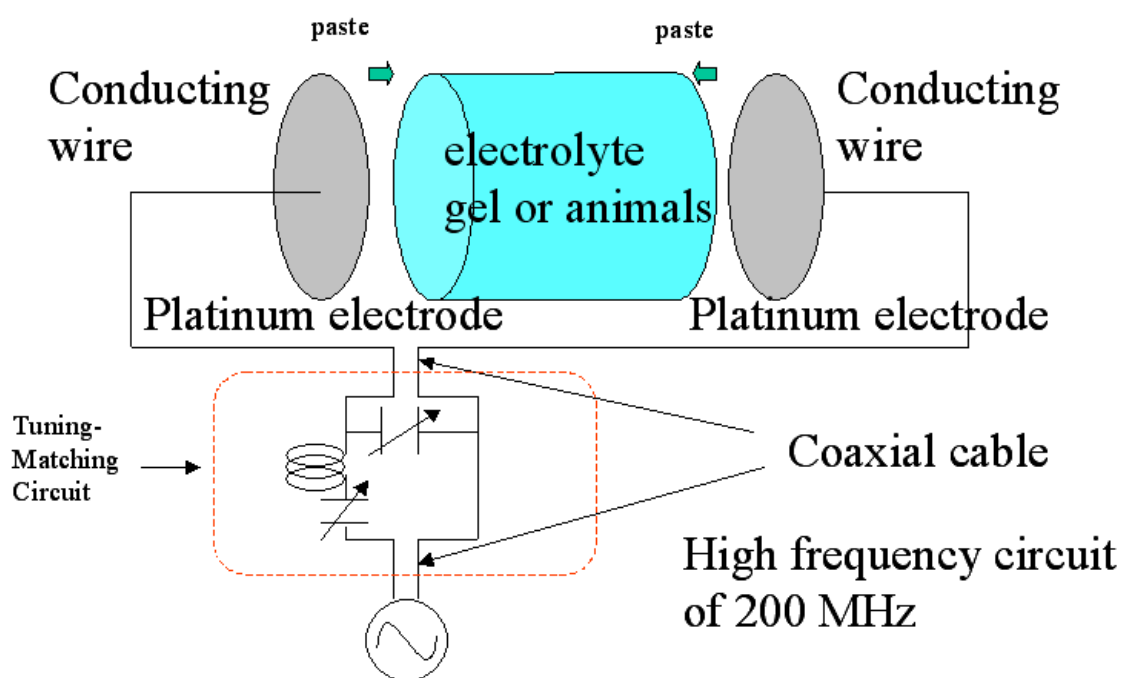 paste
paste
Conducting
wire
electrolyte
gel or animals
Conducting
wire
Platinum electrode
Platinum electrode
Tuning-
Matching
Circuit
Coaxial cable
High frequency circuit
of 200 MHz